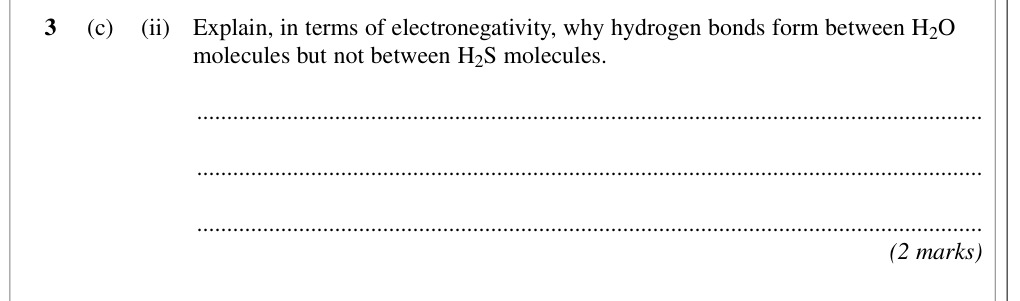 3 (c) (ii) Explain, in terms of electronegativity, why hydrogen bonds form between H₂O
molecules but not between H₂S molecules.
..........................................................................................................................................
..........................................................................................................................................
..........................................................................................................................................
(2 marks)